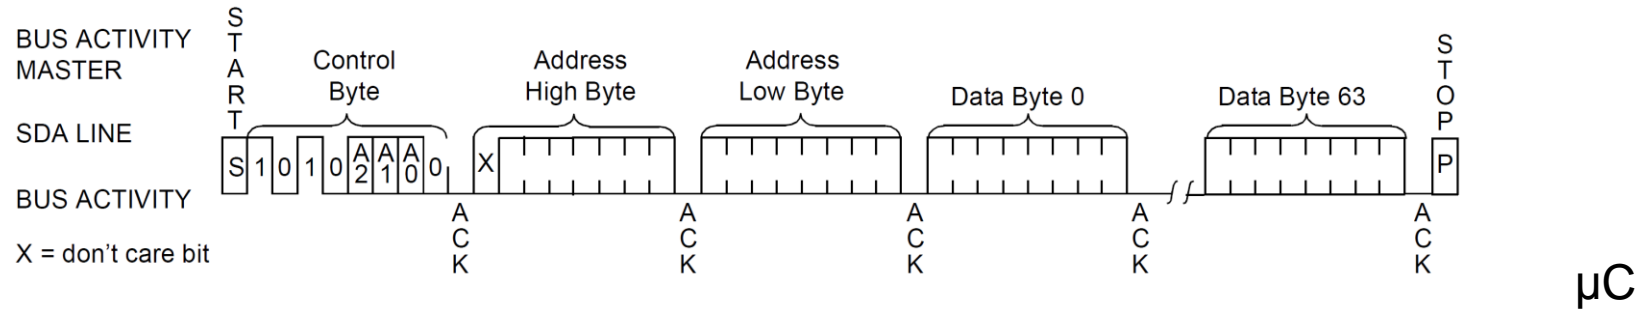 START
STOP
BUS ACTIVITY
MASTER
Control
Byte
Address
High Byte
Address
Low Byte
Data Byte 0
Data Byte 63
SDA LINE
S 1 0 1 0 A2 A1 A0 0 X P
BUS ACTIVITY
ACK ACK ACK ACK ACK
X = don't care bit
µC